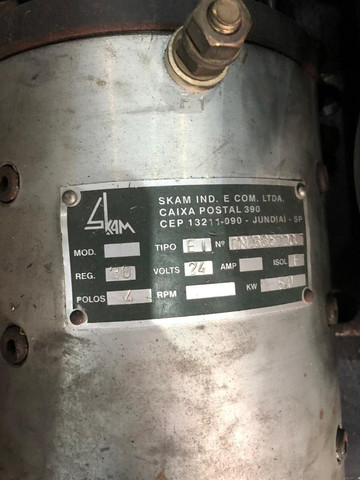 SKAM
SKAM IND. E COM. LTDA.
CAIXA POSTAL 390
CEP 13211-090 - JUNDIAÍ - SP
MOD. TIPO Nº
REG. VOLTS 24 AMP ISOL F
POLOS 4 RPM KW